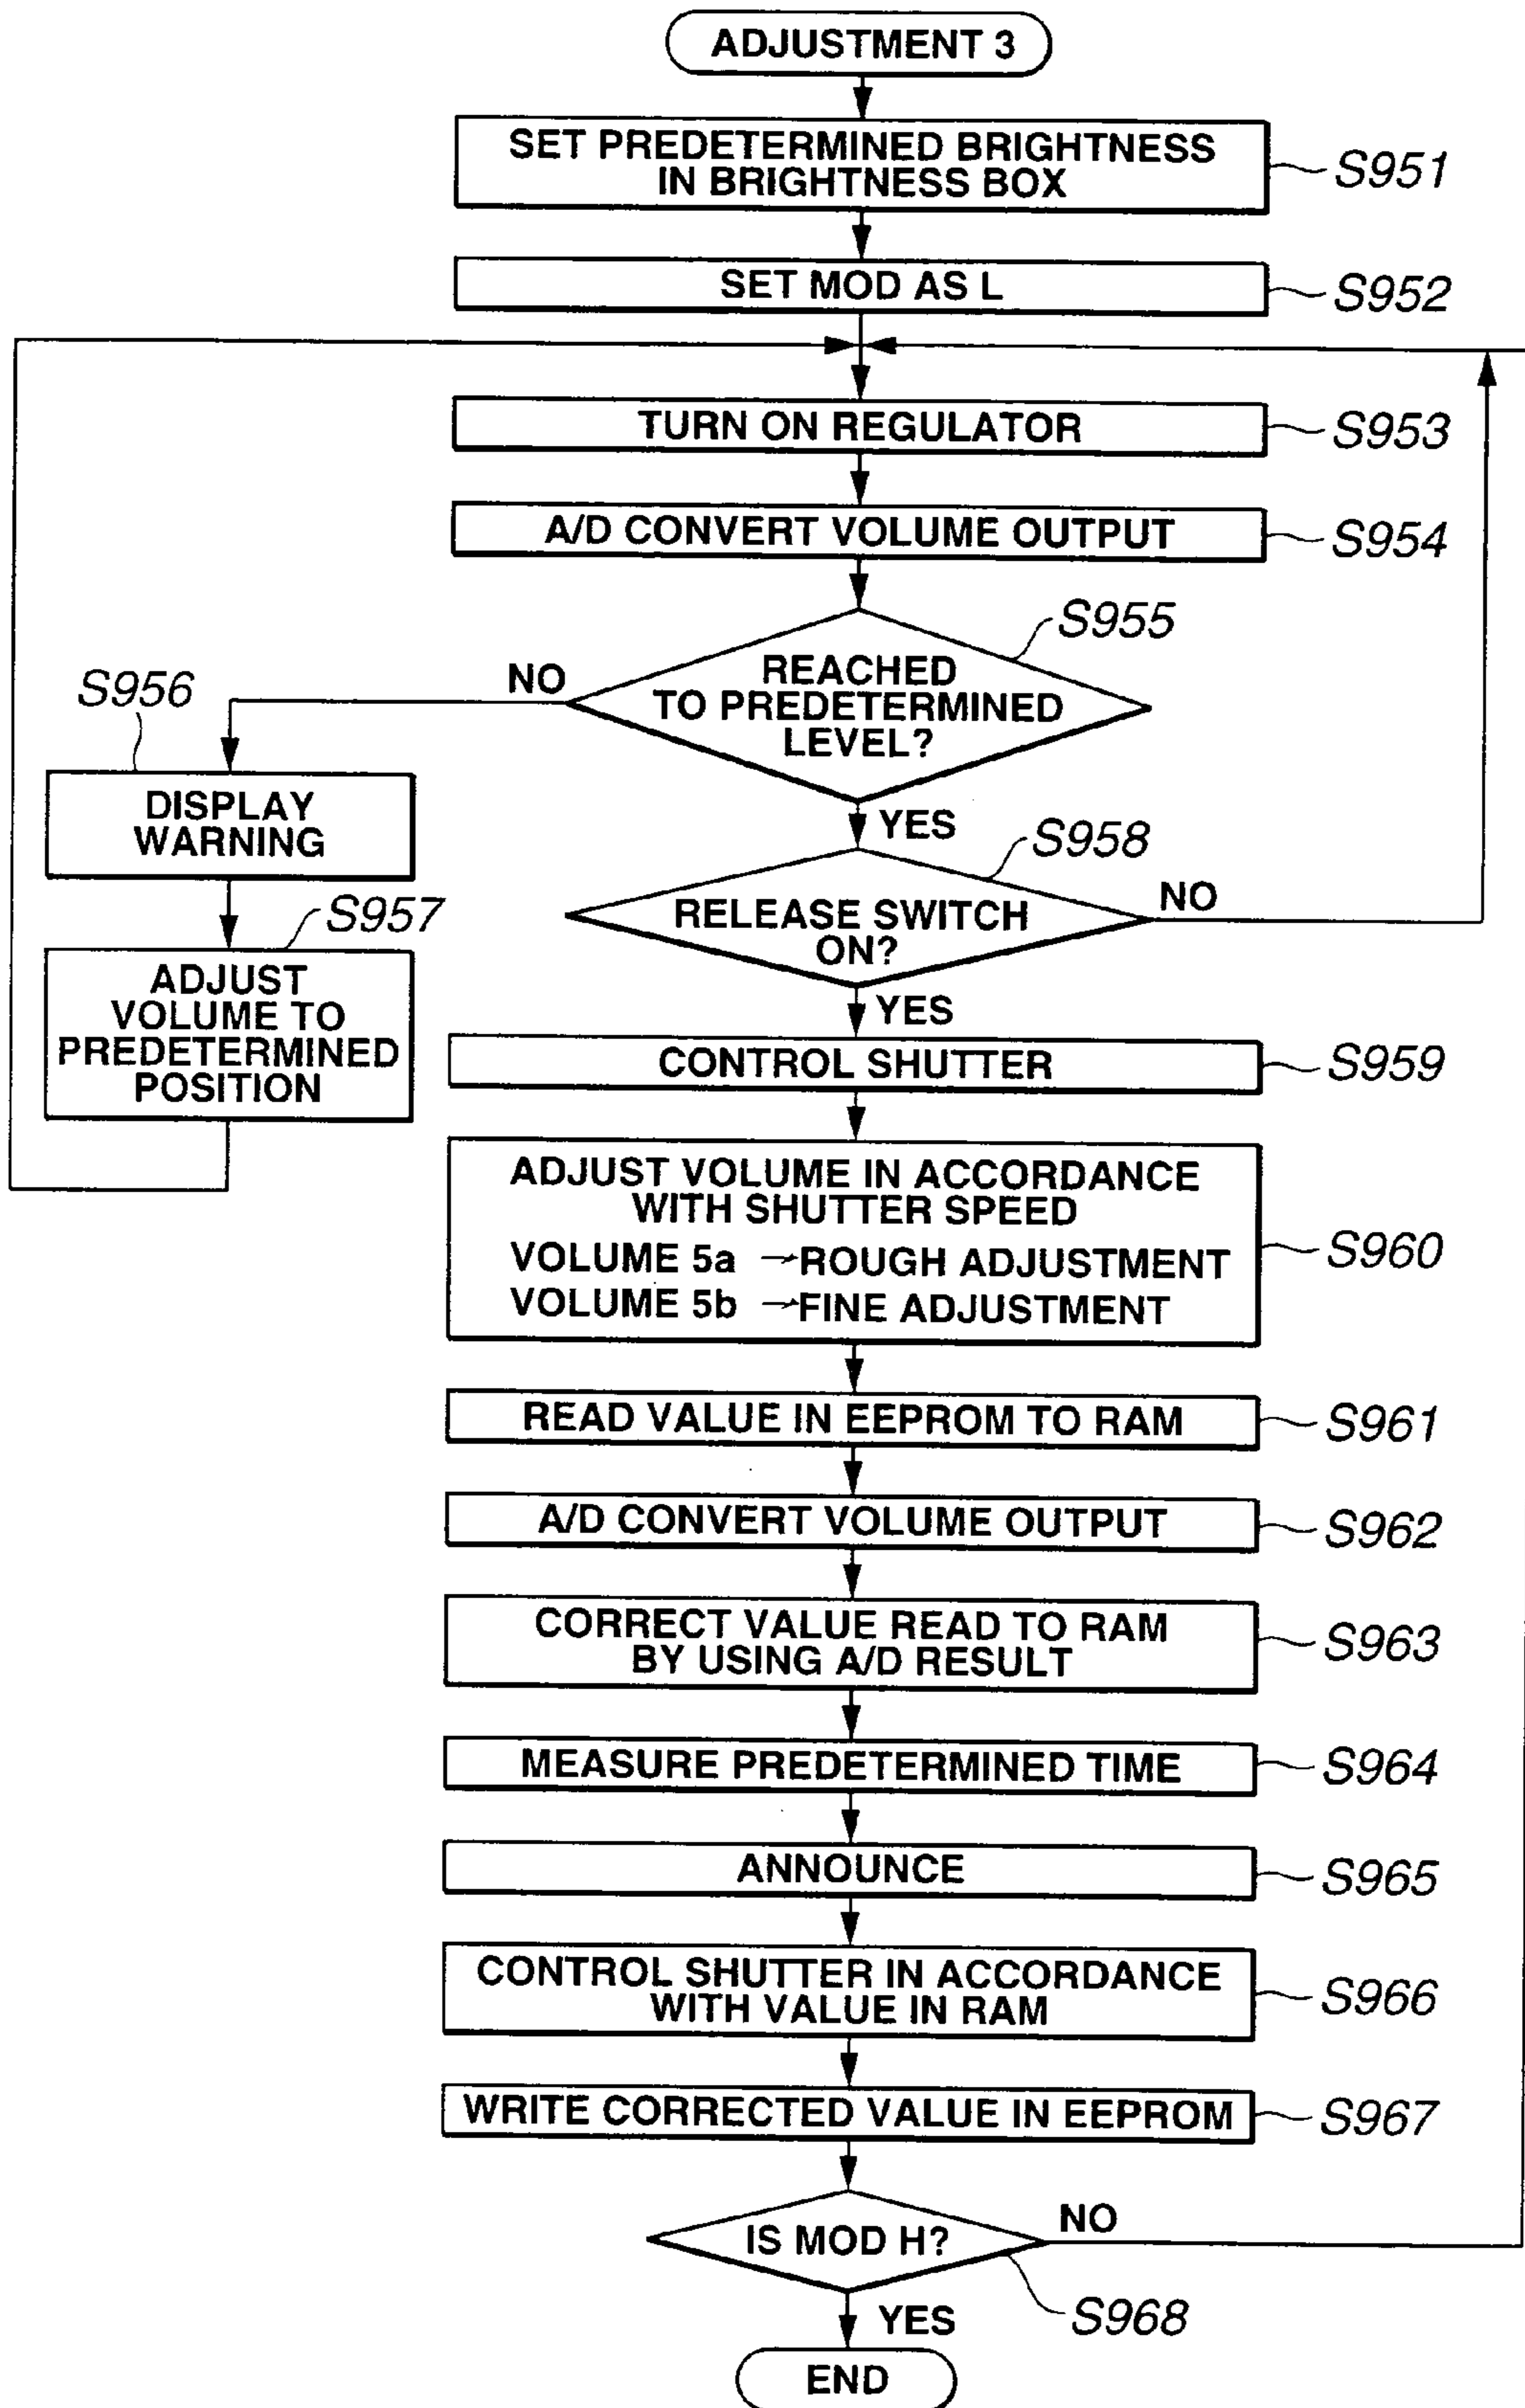 ADJUSTMENT 3
SET PREDETERMINED BRIGHTNESS
IN BRIGHTNESS BOX
S951
SET MOD AS L
S952
TURN ON REGULATOR
S953
A/D CONVERT VOLUME OUTPUT
S954
S955
REACHED
TO PREDETERMINED
LEVEL?
NO
YES
S956
DISPLAY
WARNING
S957
ADJUST
VOLUME TO
PREDETERMINED
POSITION
S958
RELEASE SWITCH
ON?
NO
YES
CONTROL SHUTTER
S959
ADJUST VOLUME IN ACCORDANCE
WITH SHUTTER SPEED
VOLUME 5a → ROUGH ADJUSTMENT
VOLUME 5b → FINE ADJUSTMENT
S960
READ VALUE IN EEPROM TO RAM
S961
A/D CONVERT VOLUME OUTPUT
S962
CORRECT VALUE READ TO RAM
BY USING A/D RESULT
S963
MEASURE PREDETERMINED TIME
S964
ANNOUNCE
S965
CONTROL SHUTTER IN ACCORDANCE
WITH VALUE IN RAM
S966
WRITE CORRECTED VALUE IN EEPROM
S967
IS MOD H?
NO
S968
YES
END